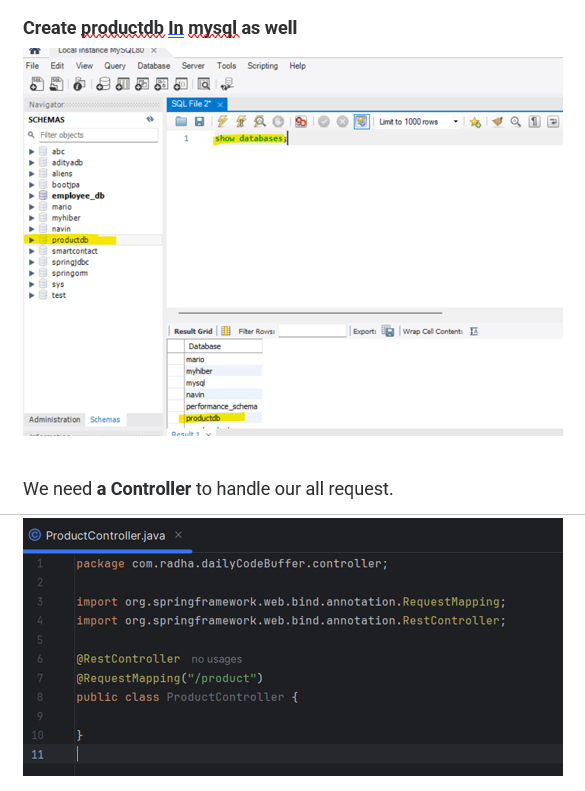 Create productdb In mysql as well
Local instance MySQL80 ×
File Edit View Query Database Server Tools Scripting Help
Navigator
SQL File 2* ×
SCHEMAS
Filter objects
Limit to 1000 rows
1 show databases;
abc
adityadb
aliens
bootjpa
employee_db
mario
myhiber
navin
productdb
smartcontact
springjdbc
springorm
sys
test
Result Grid Filter Rows: Export: Wrap Cell Content:
Database
mario
myhiber
mysql
navin
performance_schema
productdb
Administration Schemas
Result 1 ×
We need a Controller to handle our all request.
ProductController.java ×
1 package com.radha.dailyCodeBuffer.controller;
2
3 import org.springframework.web.bind.annotation.RequestMapping;
4 import org.springframework.web.bind.annotation.RestController;
5
6 @RestController no usages
7 @RequestMapping("/product")
8 public class ProductController {
9
10 }
11